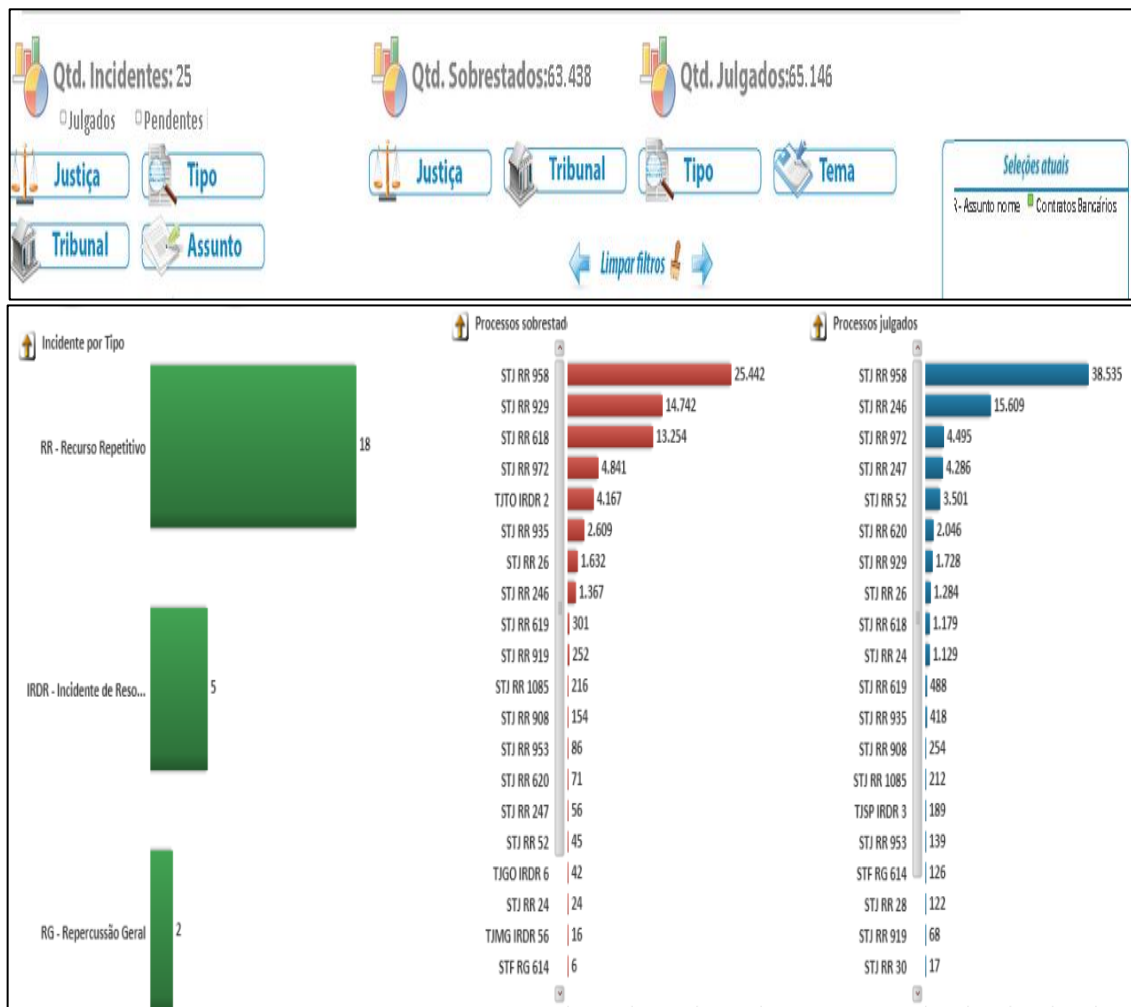 Qtd. Incidentes: 25
Julgados Pendentes
Justiça Tipo
Tribunal Assunto
Qtd. Sobrestados:63.438
Qtd. Julgados:65.146
Justiça Tribunal Tipo Tema
Limpar filtros
Seleções atuais
R- Assunto nome Contratos Bancários
Incidente por Tipo
RR - Recurso Repetitivo 18
IRDR - Incidente de Reso... 5
RG - Repercussão Geral 2
Processos sobrestad
STJ RR 958 25.442
STJ RR 929 14.742
STJ RR 618 13.254
STJ RR 972 4.841
TJTO IRDR 2 4.167
STJ RR 935 2.609
STJ RR 26 1.632
STJ RR 246 1.367
STJ RR 619 301
STJ RR 919 252
STJ RR 1085 216
STJ RR 908 154
STJ RR 953 86
STJ RR 620 71
STJ RR 247 56
STJ RR 52 45
TJGO IRDR 6 42
STJ RR 24 24
TJMG IRDR 56 16
STF RG 614 6
Processos julgados
STJ RR 958 38.535
STJ RR 246 15.609
STJ RR 972 4.495
STJ RR 247 4.286
STJ RR 52 3.501
STJ RR 620 2.046
STJ RR 929 1.728
STJ RR 26 1.284
STJ RR 618 1.179
STJ RR 24 1.129
STJ RR 619 488
STJ RR 935 418
STJ RR 908 254
STJ RR 1085 212
TJSP IRDR 3 189
STJ RR 953 139
STF RG 614 126
STJ RR 28 122
STJ RR 919 68
STJ RR 30 17